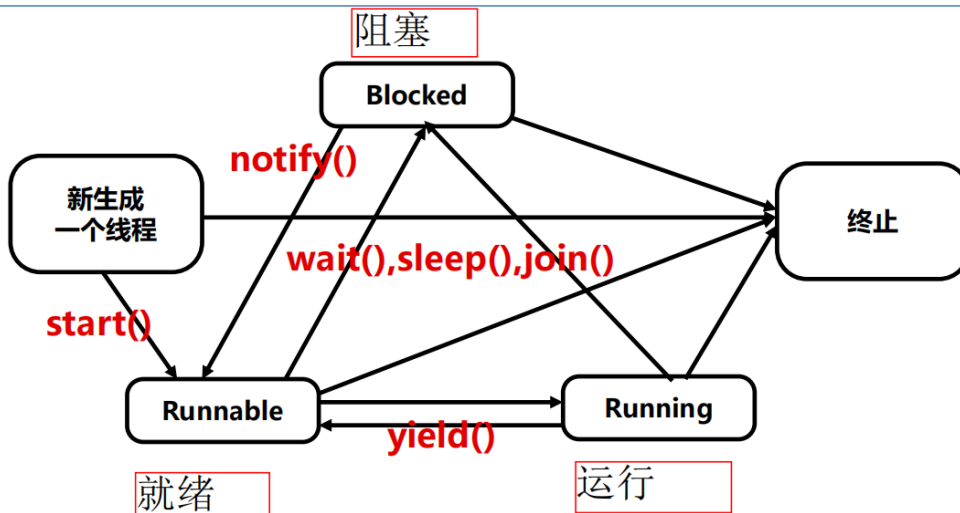 阻塞
Blocked
notify()
新生成
一个线程
终止
wait(),sleep(),join()
start()
Runnable
Running
yield()
就绪
运行